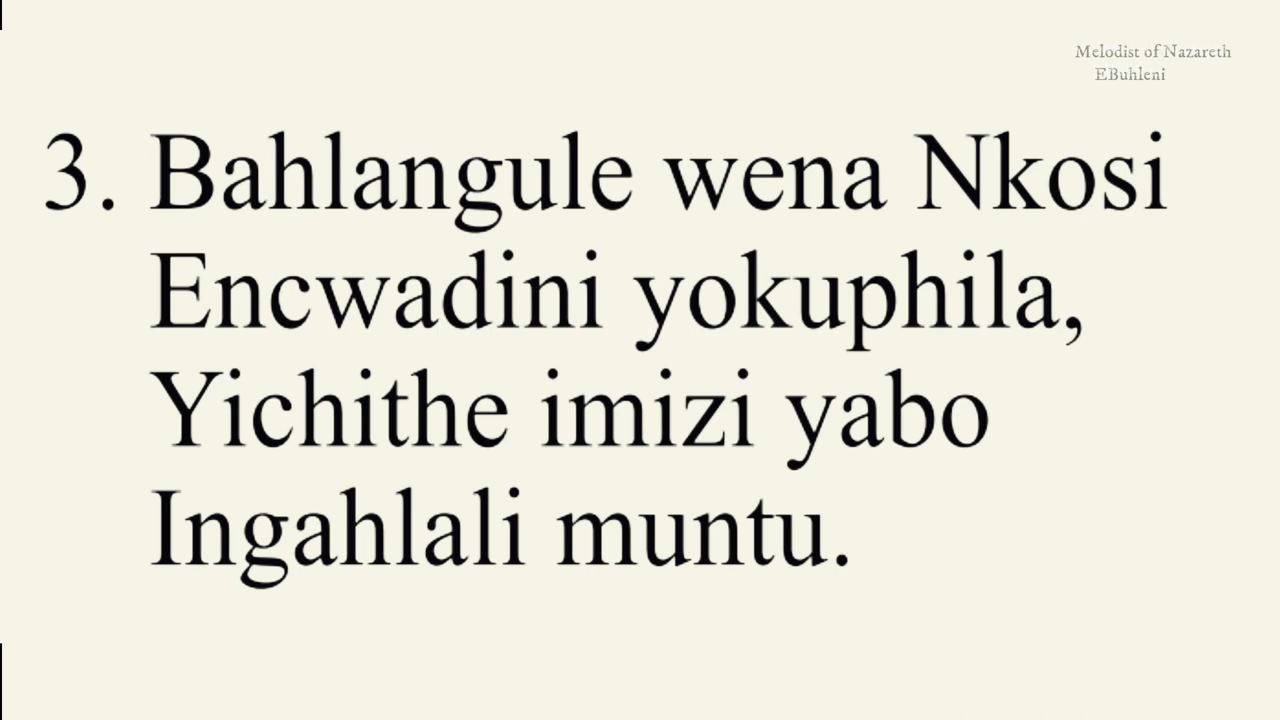 Melodist of Nazareth
EBuhleni
3. Bahlangule wena Nkosi
Encwadini yokuphila,
Yichithe imizi yabo
Ingahlali muntu.